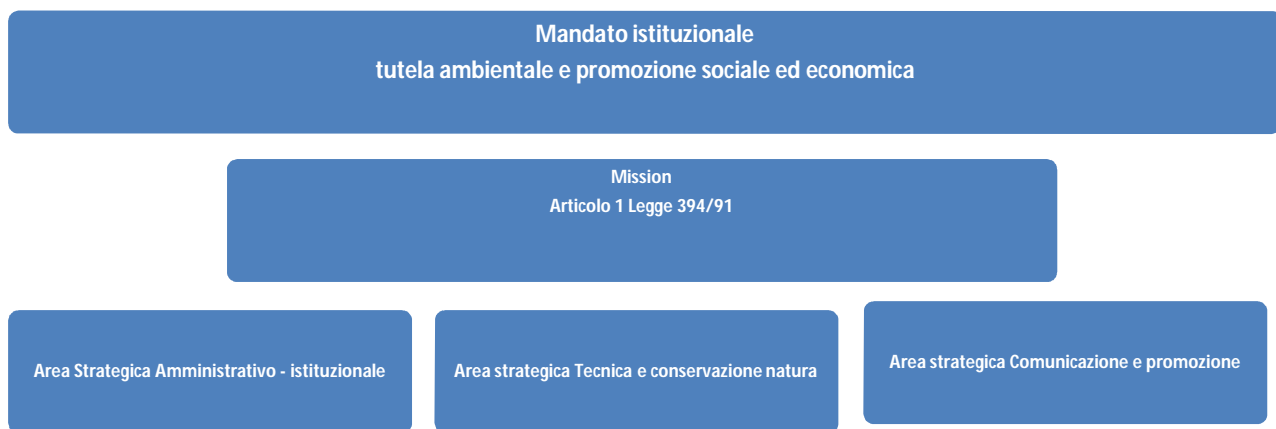 Mandato istituzionale
tutela ambientale e promozione sociale ed economica
Mission
Articolo 1 Legge 394/91
Area Strategica Amministrativo - istituzionale
Area strategica Tecnica e conservazione natura
Area strategica Comunicazione e promozione